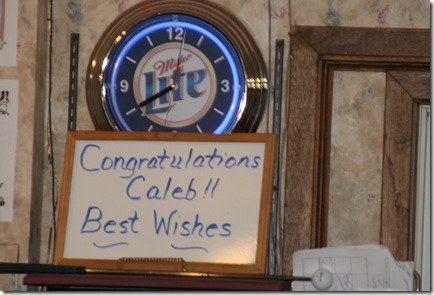 12
Miller
Lite
9
3
Congratulations
Caleb!!
Best Wishes